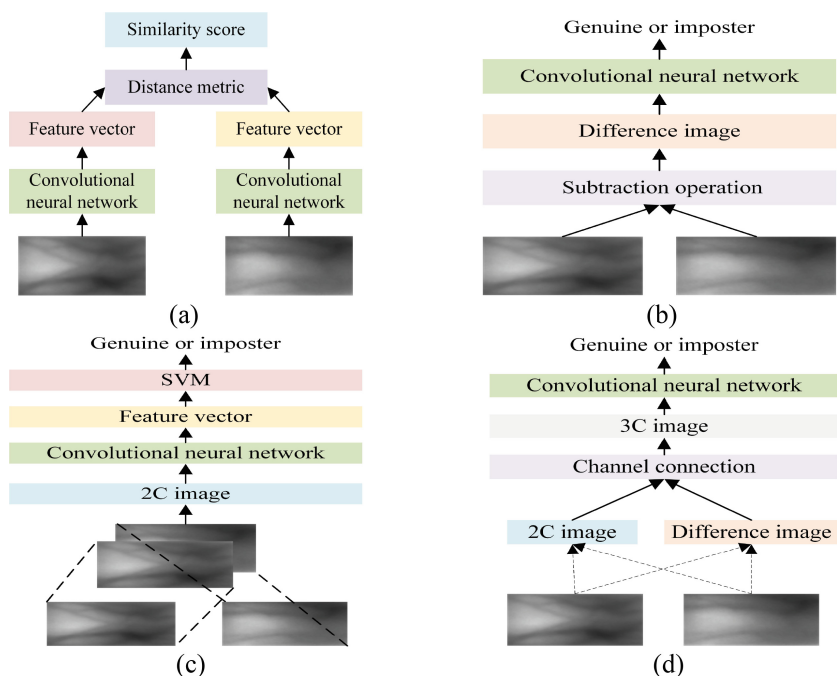 Similarity score
Distance metric
Feature vector
Feature vector
Convolutional
neural network
Convolutional
neural network
(a)
Genuine or imposter
Convolutional neural network
Difference image
Subtraction operation
(b)
Genuine or imposter
SVM
Feature vector
Convolutional neural network
2C image
(c)
Genuine or imposter
Convolutional neural network
3C image
Channel connection
2C image
Difference image
(d)